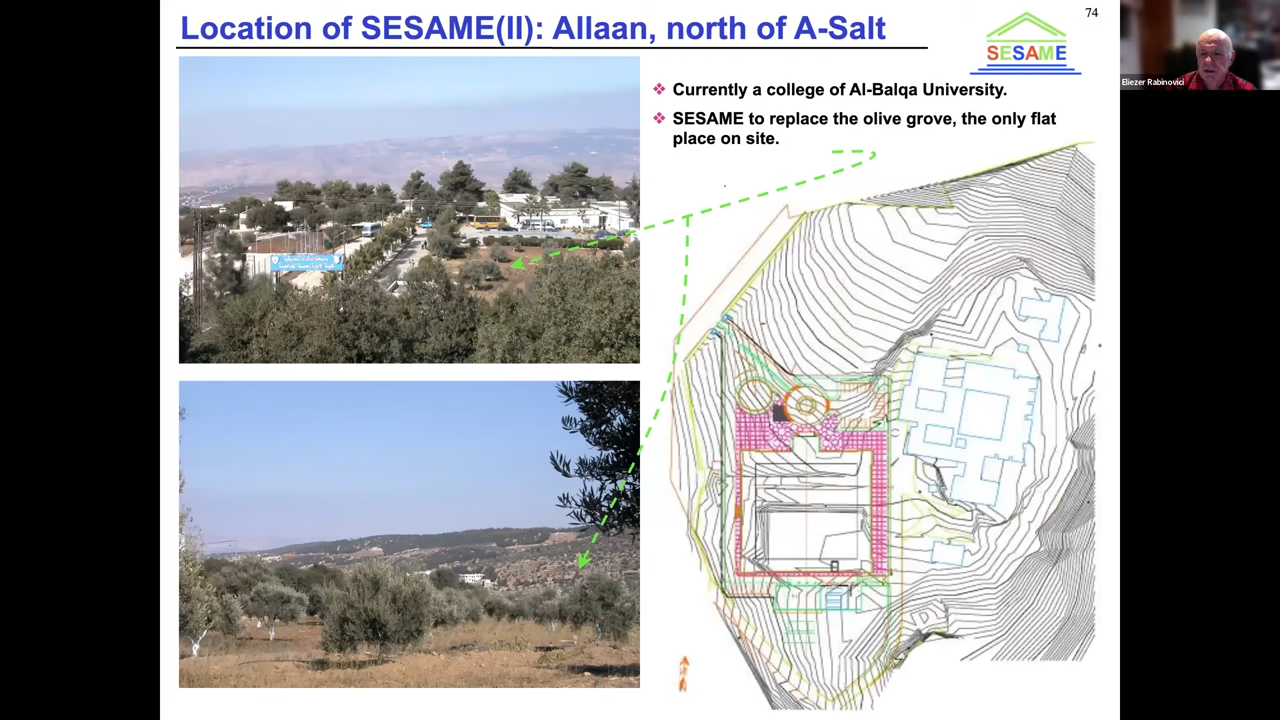 Location of SESAME(II): Allaan, north of A-Salt
74
SESAME
Eliezer Rabinovici
❖ Currently a college of Al-Balqa University.
❖ SESAME to replace the olive grove, the only flat
place on site.